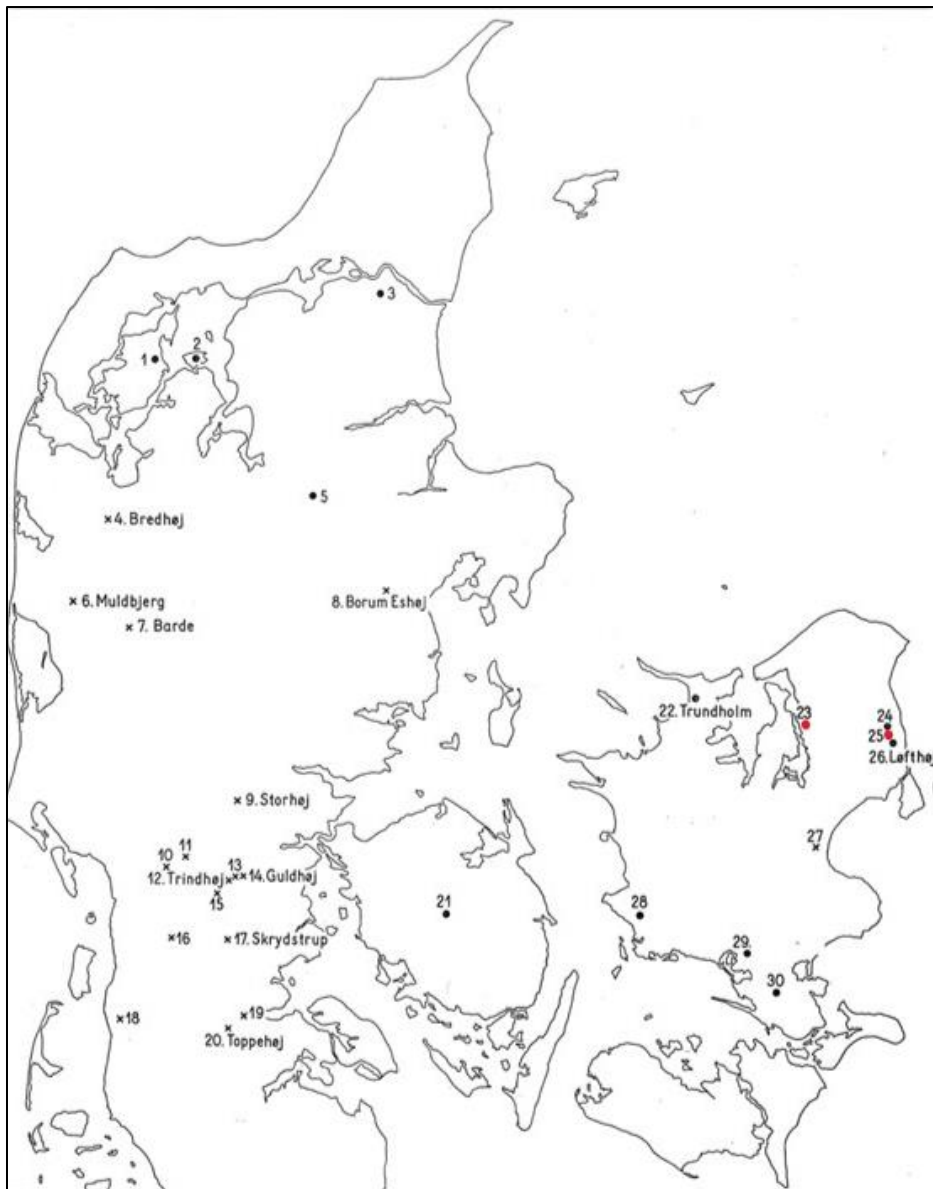 3
2
1
5
4. Bredhøj
6. Muldbjerg
8. Borum Eshøj
7. Barde
22. Trundholm
23
24
25
26. Løfthøj
9. Storhøj
27
11
10
13
12. Trindhøj
14. Guldhøj
15
21
28
16
17. Skrydstrup
29.
30
18
19
20. Toppehøj